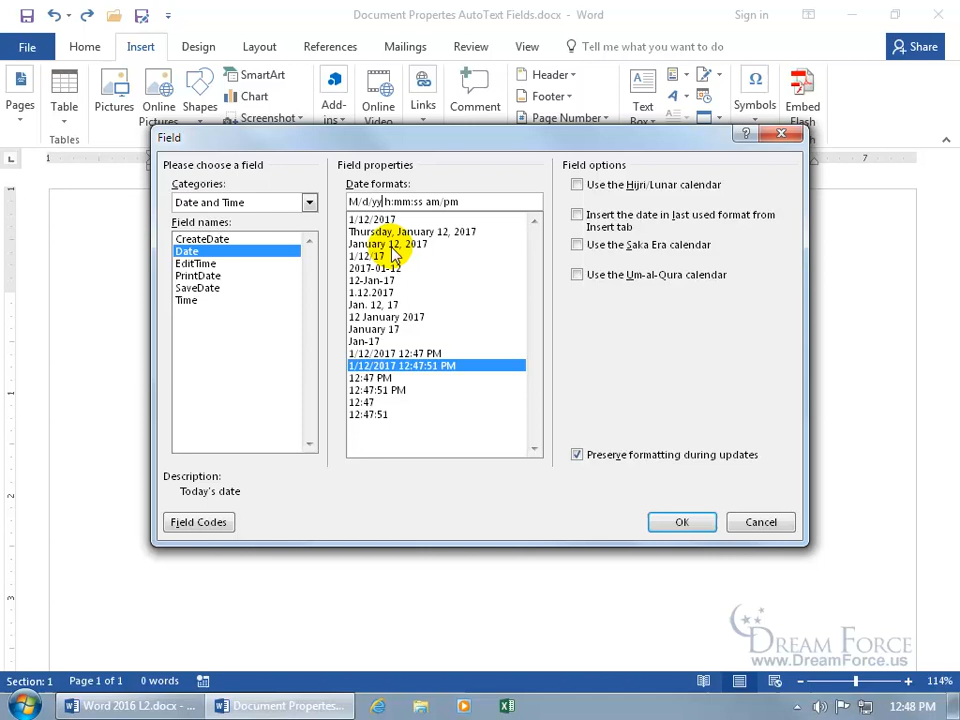 Document Propertes AutoText Fields.docx - Word
Sign in
File Home Insert Design Layout References Mailings Review View Tell me what you want to do Share
Pages
Table
Pictures
Online Pictures
Shapes
SmartArt
Chart
Screenshot
Add-ins
Online Video
Links
Comment
Header
Footer
Page Number
Text Box
Symbols
Embed Flash
Tables
1 7
Field
Please choose a field
Categories:
Date and Time
Field names:
CreateDate
Date
EditTime
PrintDate
SaveDate
Time
Field properties
Date formats:
M/d/yy h:mm:ss am/pm
1/12/2017
Thursday, January 12, 2017
January 12, 2017
1/12/17
2017-01-12
12-Jan-17
1.12.2017
Jan. 12, 17
12 January 2017
January 17
Jan-17
1/12/2017 12:47 PM
1/12/2017 12:47:51 PM
12:47 PM
12:47:51 PM
12:47
12:47:51
Field options
Use the Hijri/Lunar calendar
Insert the date in last used format from
Insert tab
Use the Saka Era calendar
Use the Um-al-Qura calendar
Preserve formatting during updates
Description:
Today's date
Field Codes
OK
Cancel
1
1
2
3
DREAM FORCE
www.DreamForce.us
Section: 1 Page 1 of 1 0 words 114%
Word 2016 L2.docx - ...
Document Propertes...
12:48 PM